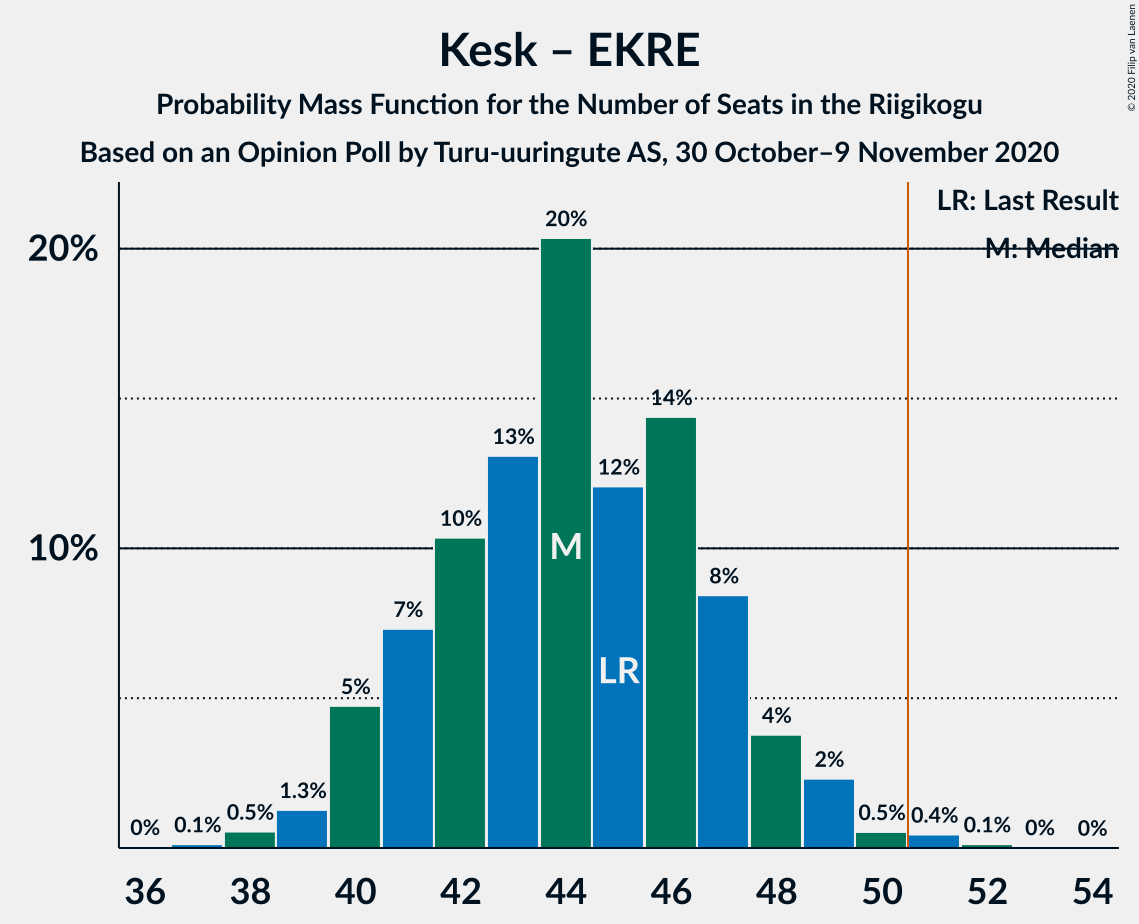 Kesk – EKRE
Probability Mass Function for the Number of Seats in the Riigikogu
Based on an Opinion Poll by Turu-uuringute AS, 30 October–9 November 2020
© 2020 Filip van Laenen
LR: Last Result
M: Median
20%
10%
0%
0.1%
0.5%
1.3%
5%
7%
10%
13%
20%
12%
14%
8%
4%
2%
0.5%
0.4%
0.1%
0%
0%
M
LR
36 38 40 42 44 46 48 50 52 54